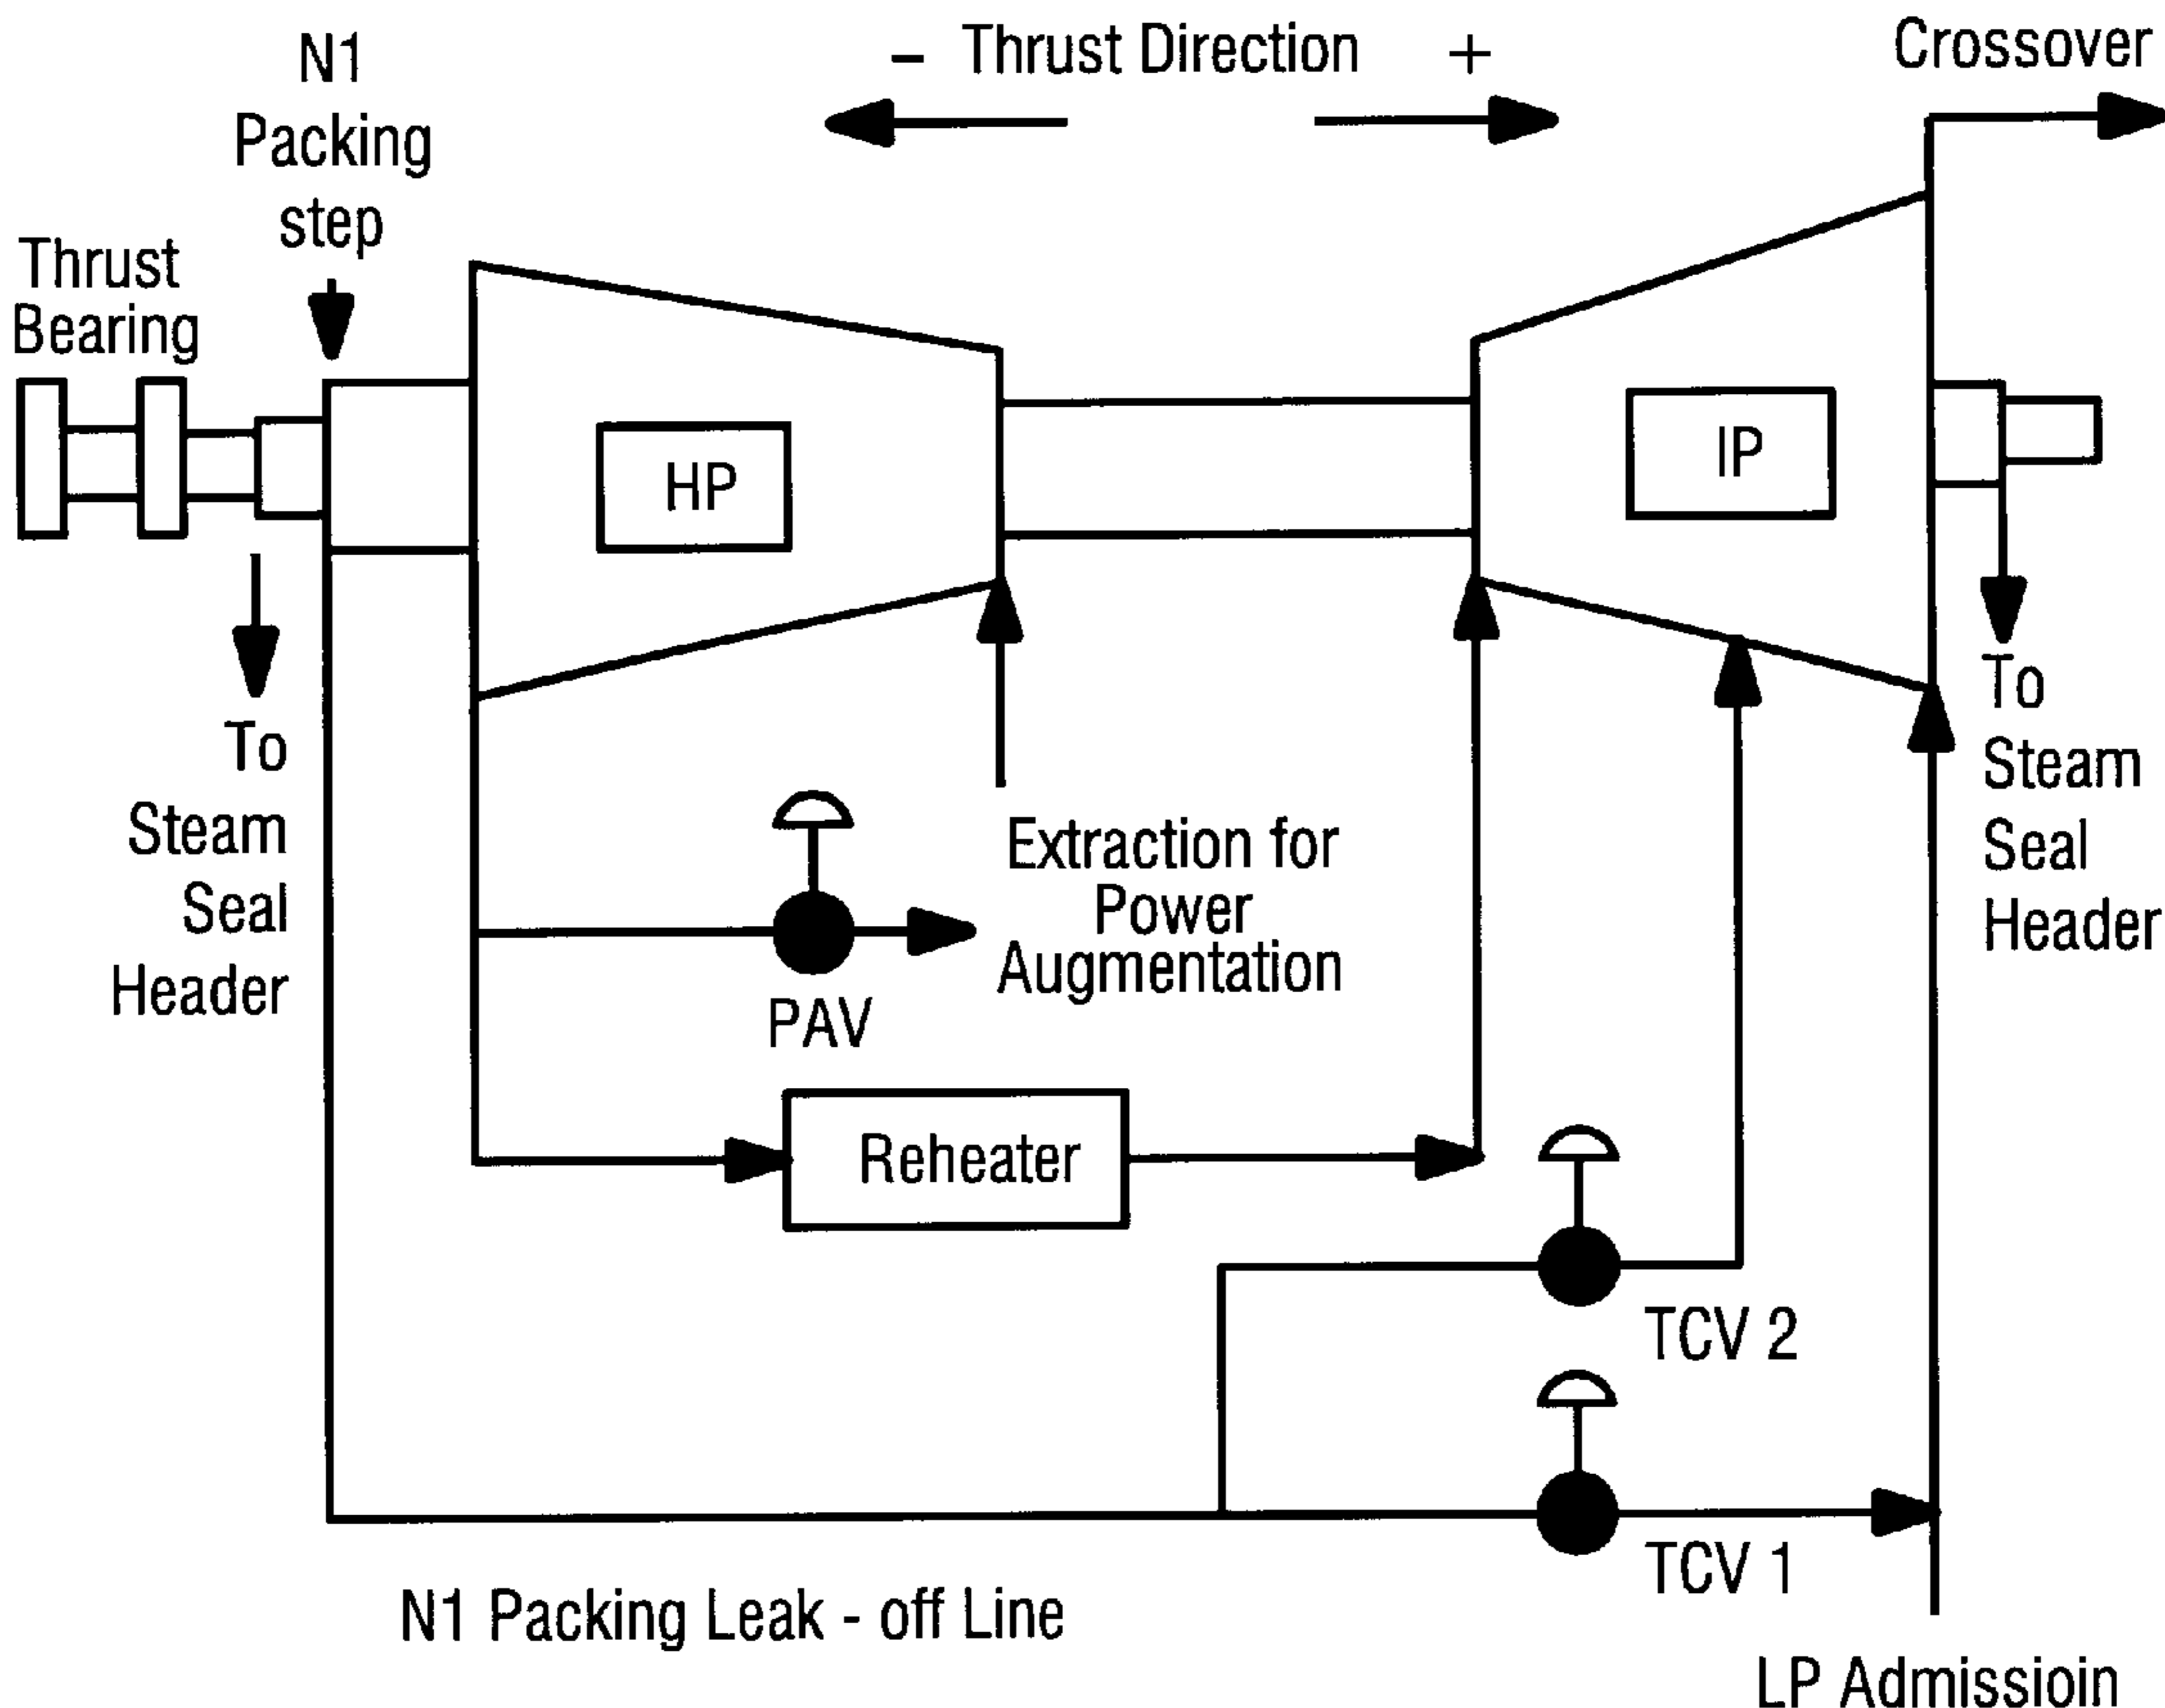 N1
Packing
step
– Thrust Direction +
Crossover
Thrust
Bearing
HP
IP
To
Steam
Seal
Header
To
Steam
Seal
Header
Extraction for
Power
Augmentation
PAV
Reheater
TCV 2
TCV 1
N1 Packing Leak - off Line
LP Admissioin